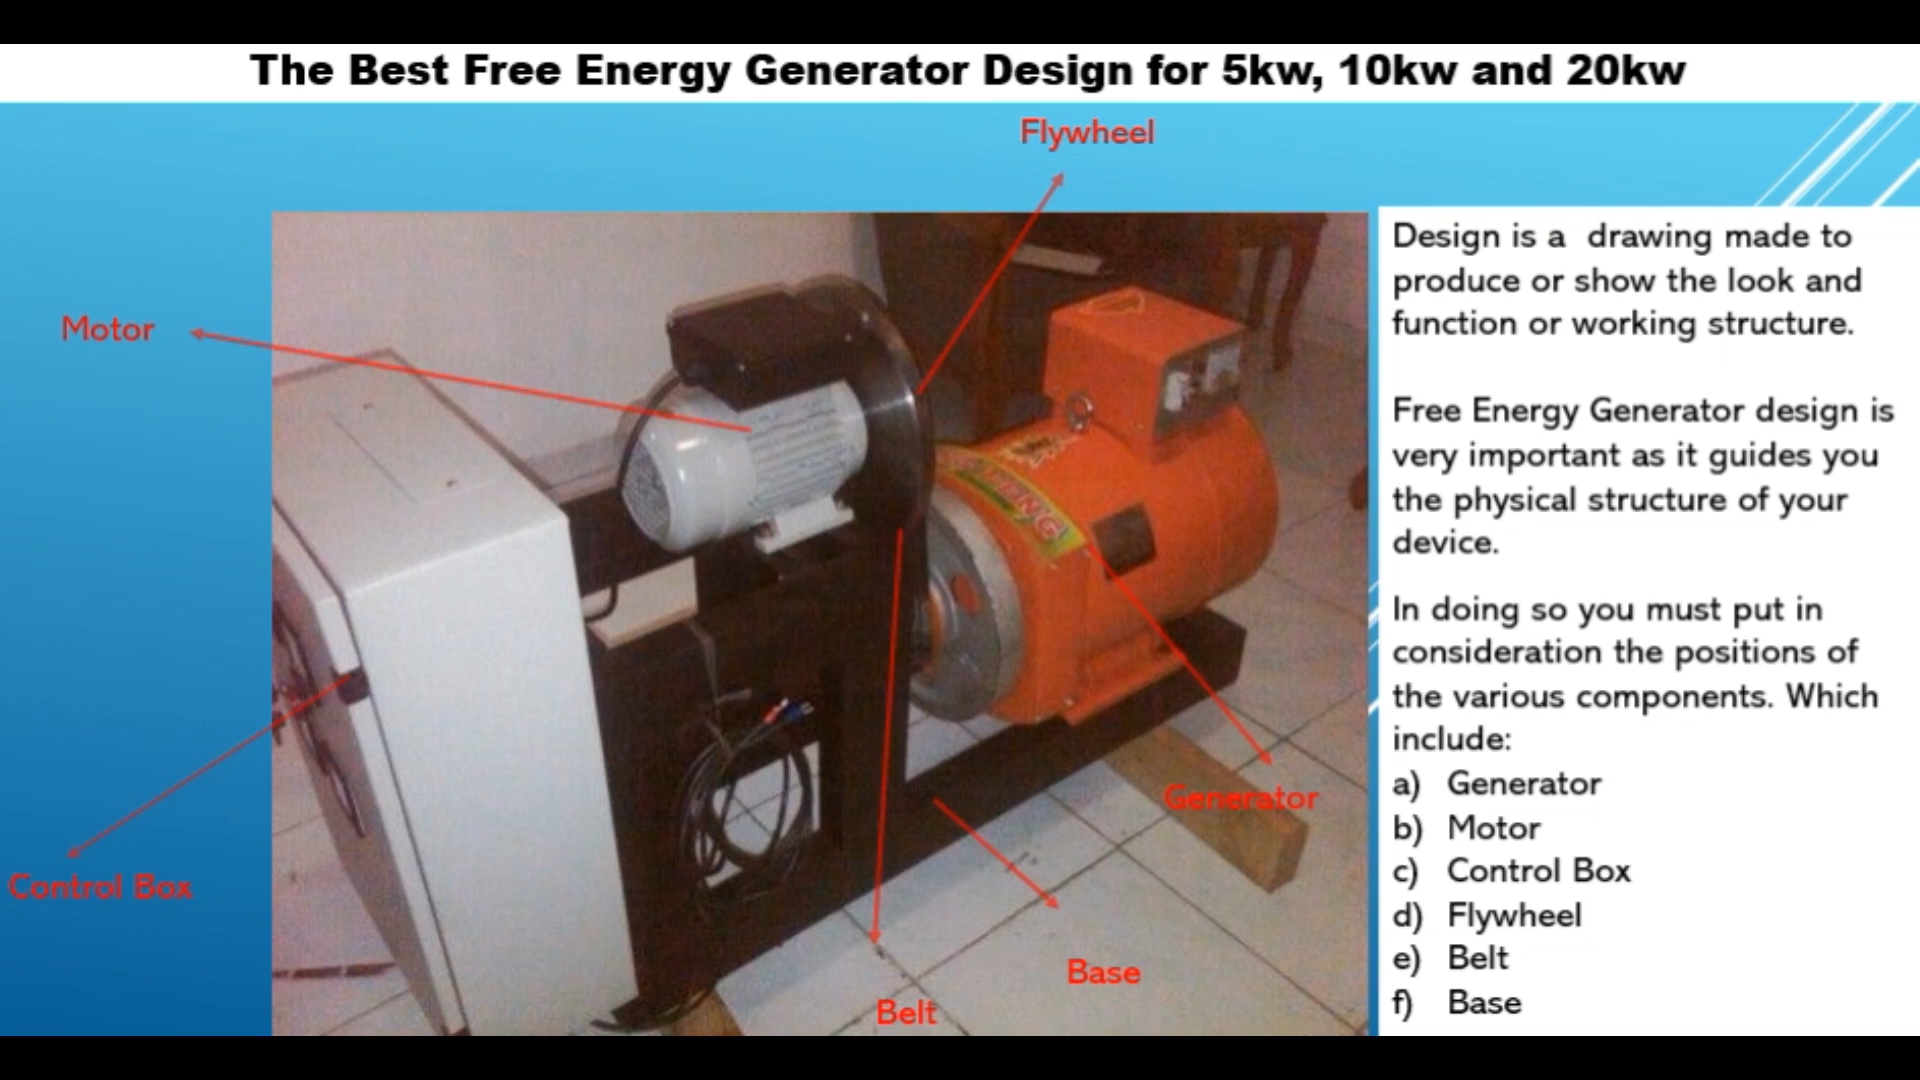 The Best Free Energy Generator Design for 5kw, 10kw and 20kw
Flywheel
Motor
Control Box
Generator
Base
Belt
Design is a drawing made to
produce or show the look and
function or working structure.
Free Energy Generator design is
very important as it guides you
the physical structure of your
device.
In doing so you must put in
consideration the positions of
the various components. Which
include:
a) Generator
b) Motor
c) Control Box
d) Flywheel
e) Belt
f) Base